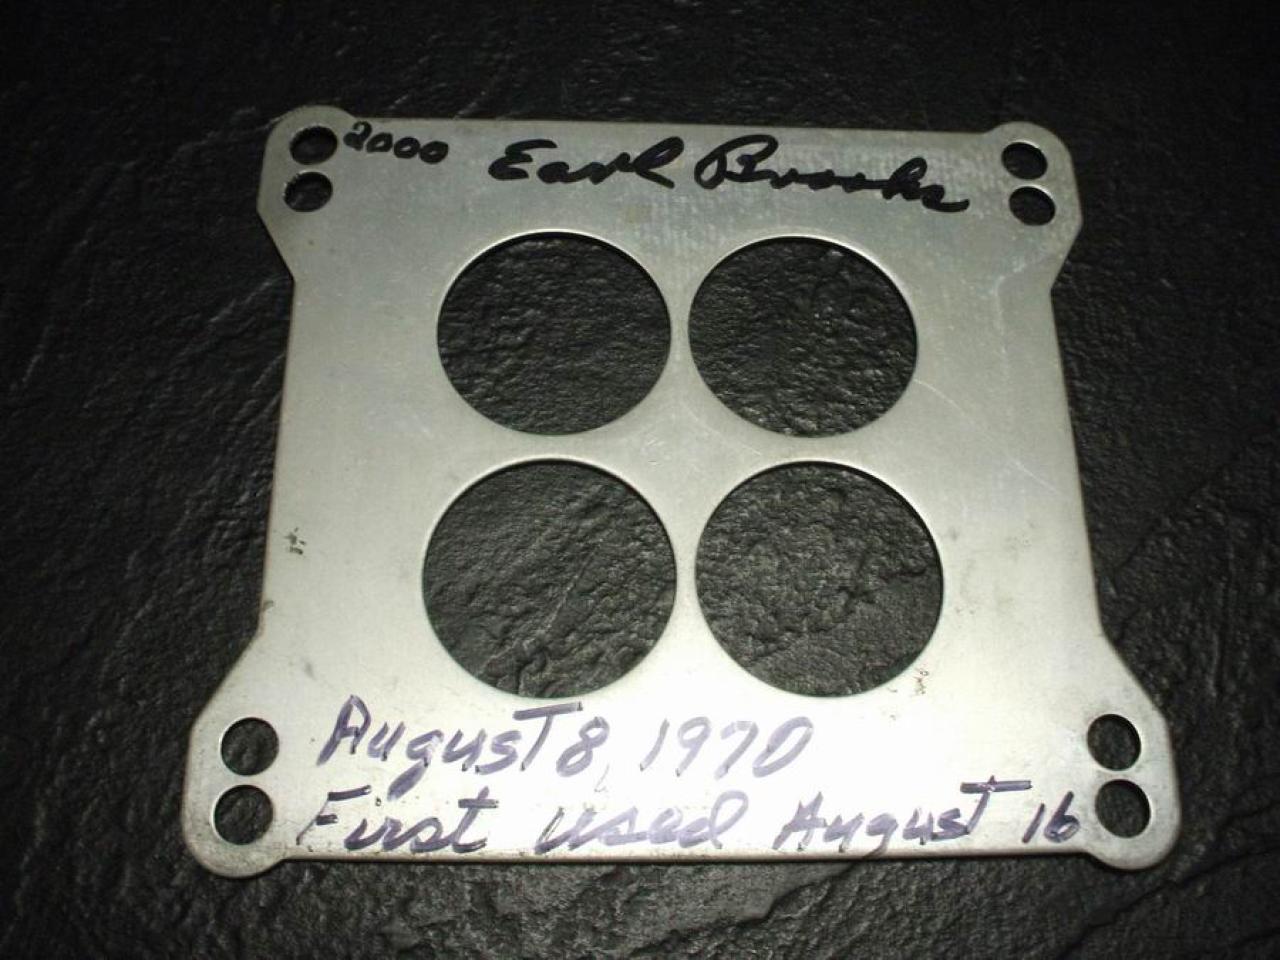 2000 Earl Brooks
August 8, 1970
First used August 16